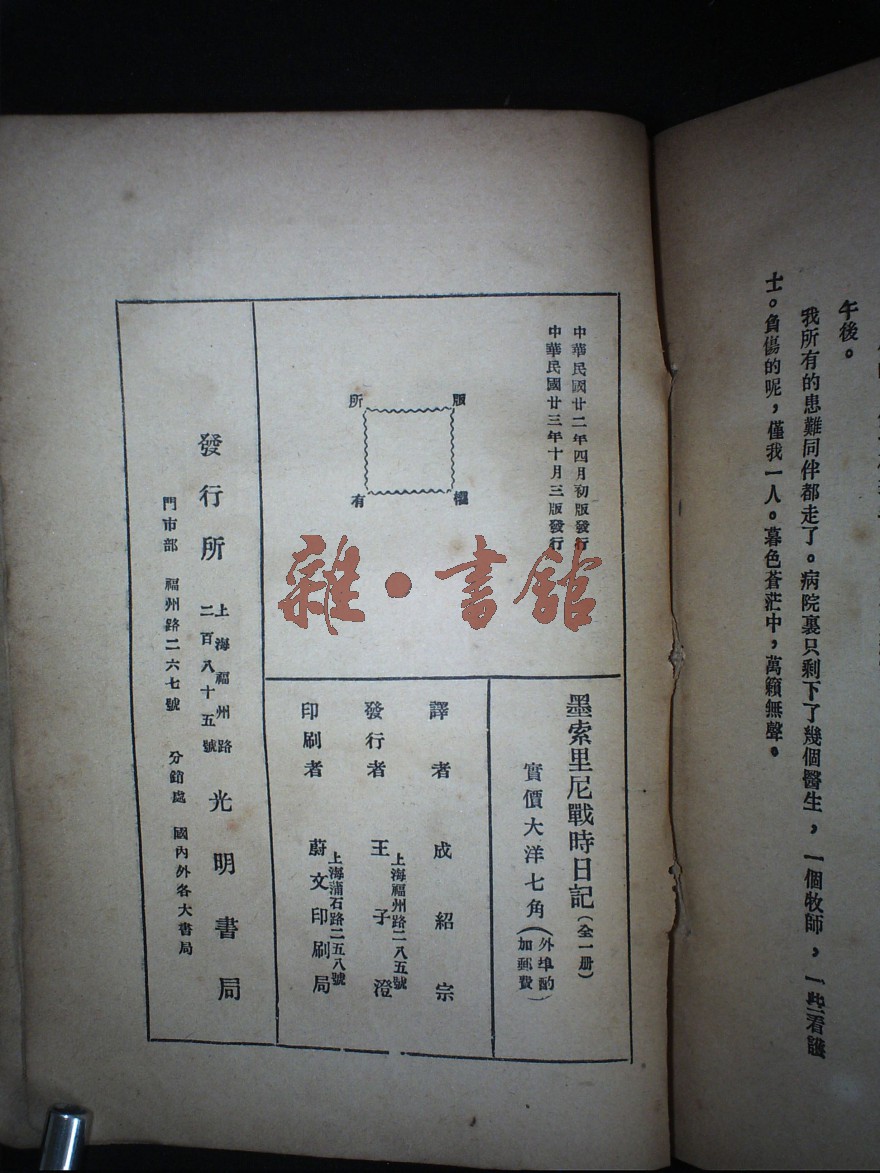 午後。
我所有的患難同伴都走了。病院裏只剩下了幾個醫生，一個牧師，一些看護
士。負傷的呢，僅我一人。暮色蒼茫中，萬籟無聲。
中華民國廿二年四月初版發行
中華民國廿三年十月三版發行
版權
所有
墨索里尼戰時日記（全一册）
實價大洋七角（外埠酌加郵費）
譯者 成紹宗
上海福州路二八五號
發行者 王子澄
上海蒲石路二五八號
印刷者 蔚文印刷局
發行所 上海福州路二百八十五號 光明書局
門市部 福州路二六七號 分銷處 國內外各大書局
雜·書館